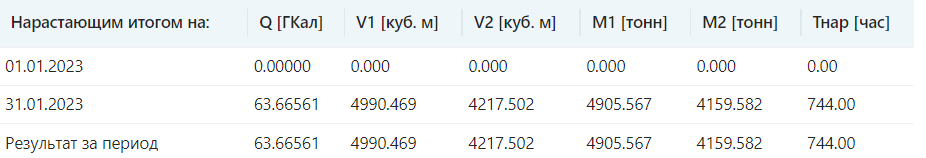 Нарастающим итогом на: Q [ГКал] V1 [куб. м] V2 [куб. м] M1 [тонн] M2 [тонн] Тнар [час]
01.01.2023 0.00000 0.000 0.000 0.000 0.000 0.00
31.01.2023 63.66561 4990.469 4217.502 4905.567 4159.582 744.00
Результат за период 63.66561 4990.469 4217.502 4905.567 4159.582 744.00